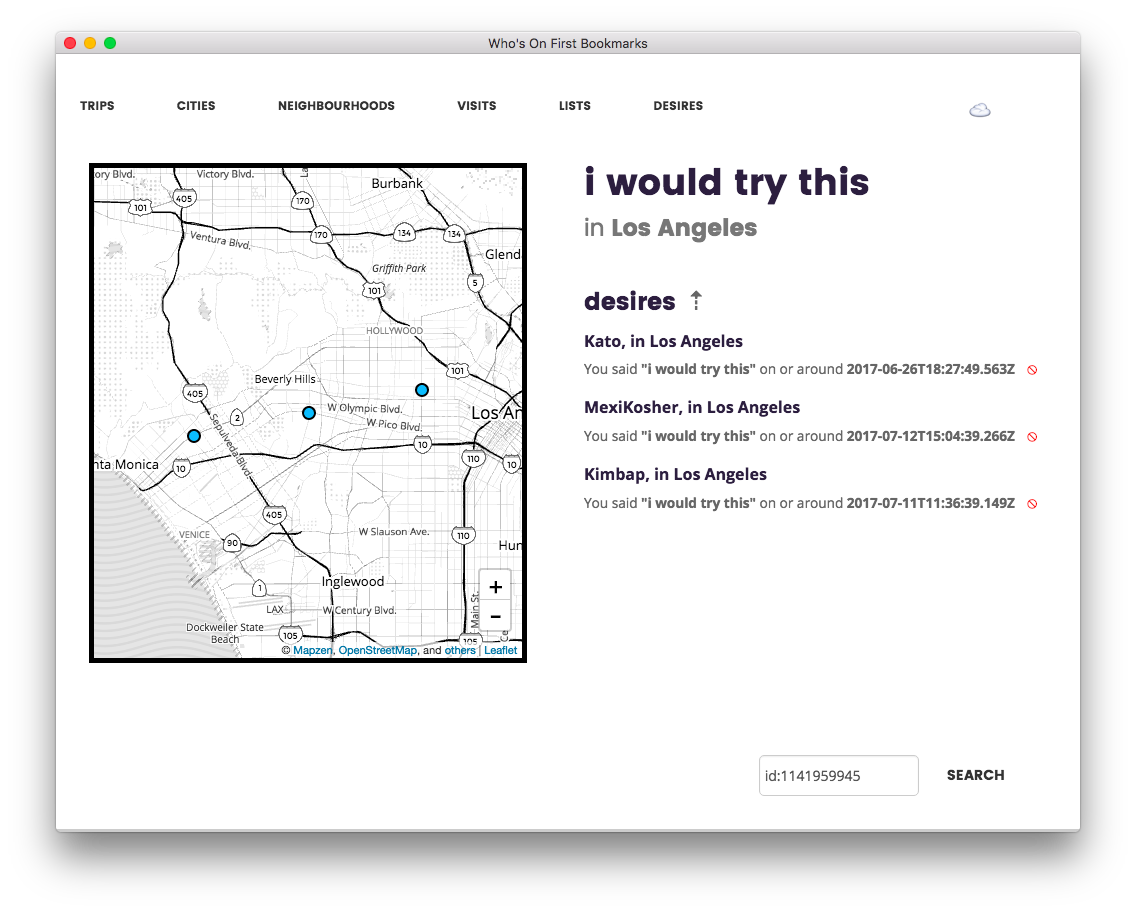 Who's On First Bookmarks
TRIPS CITIES NEIGHBOURHOODS VISITS LISTS DESIRES
i would try this
in Los Angeles
desires
Kato, in Los Angeles
You said "i would try this" on or around 2017-06-26T18:27:49.563Z
MexiKosher, in Los Angeles
You said "i would try this" on or around 2017-07-12T15:04:39.266Z
Kimbap, in Los Angeles
You said "i would try this" on or around 2017-07-11T11:36:39.149Z
ory Blvd.
Victory Blvd.
La
Burbank
405
170
101
134
134
170
Ventura Blvd.
Glend
Griffith Park
5
101
HOLLYWOOD
101
Beverly Hills
405
W Olympic Blvd.
Los An
2
W Pico Blvd.
Sepulveda Blvd.
10
110
10
nta Monica
10
405
VENICE
90
W Slauson Ave.
110
Hun
Inglewood
1
+
LAX
W Century Blvd.
Main St.
−
Dockweiler State
Beach
105
105
Ce
© Mapzen, OpenStreetMap, and others | Leaflet
id:1141959945
SEARCH